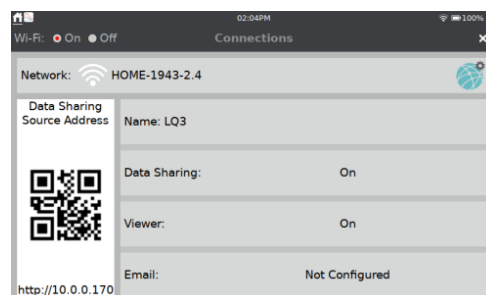 02:04PM
100%
Wi-Fi: On Off
Connections
×
Network: HOME-1943-2.4
Data Sharing
Source Address
http://10.0.0.170
Name: LQ3
Data Sharing: On
Viewer: On
Email: Not Configured